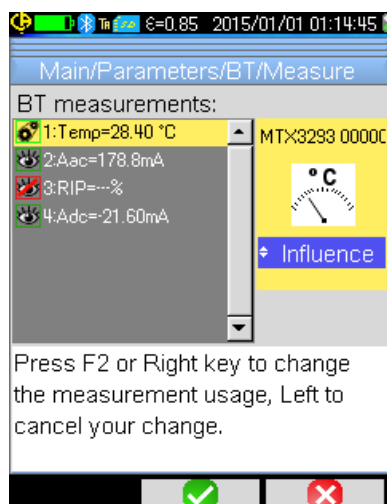 ε=0.85 2015/01/01 01:14:45
Main/Parameters/BT/Measure
BT measurements:
1:Temp=28.40 °C
2:Aac=178.8mA
3:RIP=---%
4:Adc=-21.60mA
MTX3293 0000
°C
Influence
Press F2 or Right key to change
the measurement usage, Left to
cancel your change.